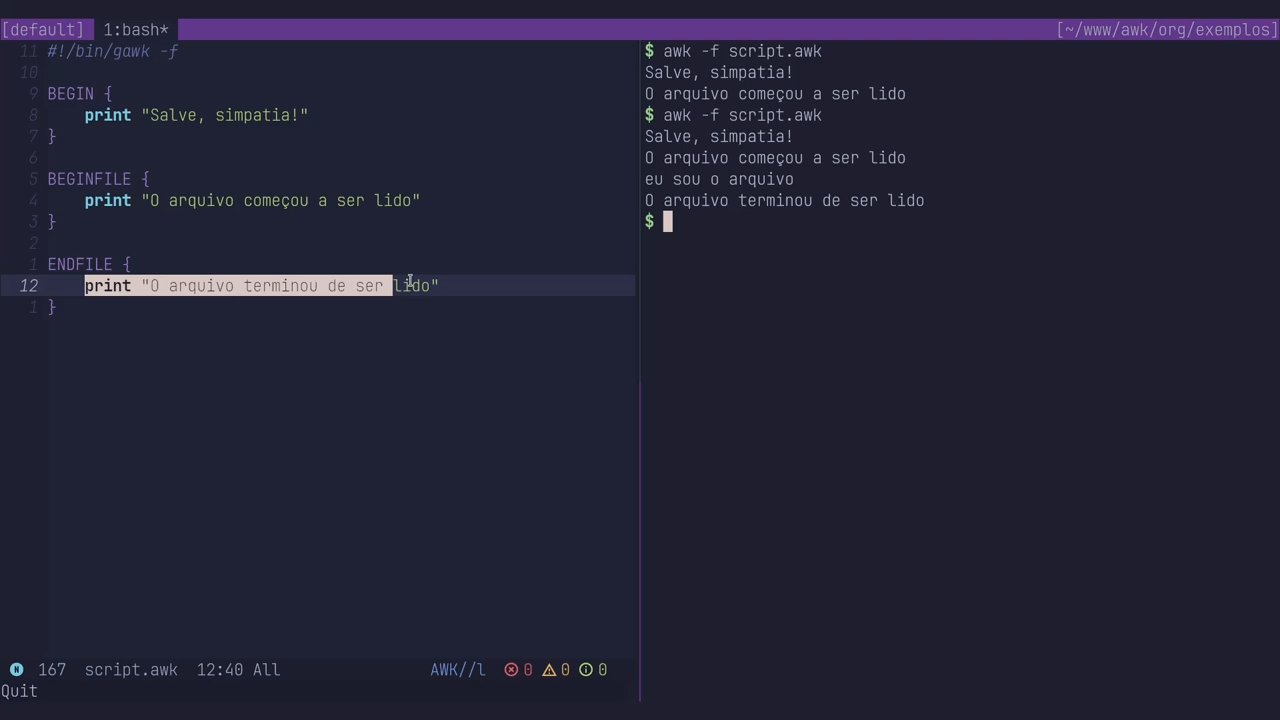 [default] 1:bash* [~/www/awk/org/exemplos]
11 #!/bin/gawk -f
10
9 BEGIN {
8 print "Salve, simpatia!"
7 }
6
5 BEGINFILE {
4 print "O arquivo começou a ser lido"
3 }
2
1 ENDFILE {
12 print "O arquivo terminou de ser lido"
1 }
N 167 script.awk 12:40 All AWK//l 0 0 0
Quit
$ awk -f script.awk
Salve, simpatia!
O arquivo começou a ser lido
$ awk -f script.awk
Salve, simpatia!
O arquivo começou a ser lido
eu sou o arquivo
O arquivo terminou de ser lido
$